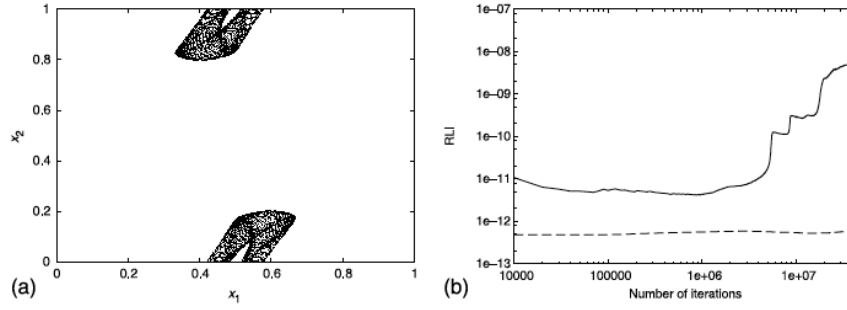 1
0.8
0.6
0.4
0.2
0
x2
0
0.2
0.4
0.6
0.8
1
x1
(a)
1e–07
1e–08
1e–09
1e–10
1e–11
1e–12
1e–13
RLI
10000
100000
1e+06
1e+07
Number of iterations
(b)